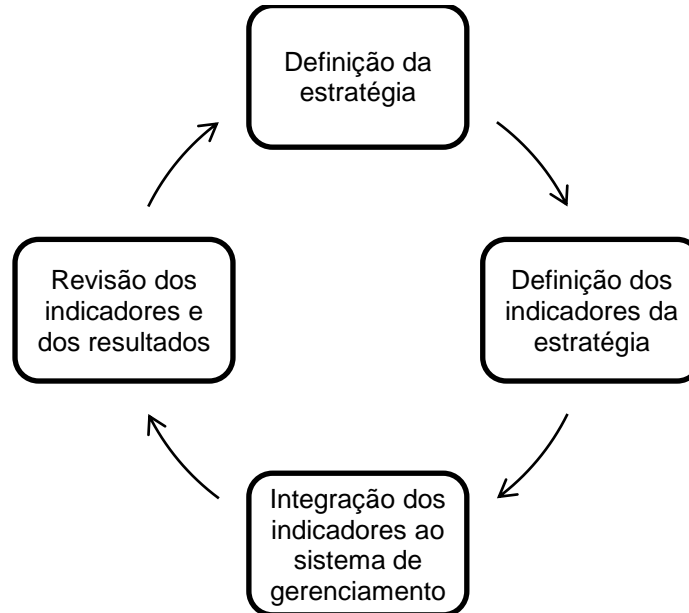 Definição da
estratégia
Definição dos
indicadores da
estratégia
Integração dos
indicadores ao
sistema de
gerenciamento
Revisão dos
indicadores e
dos resultados